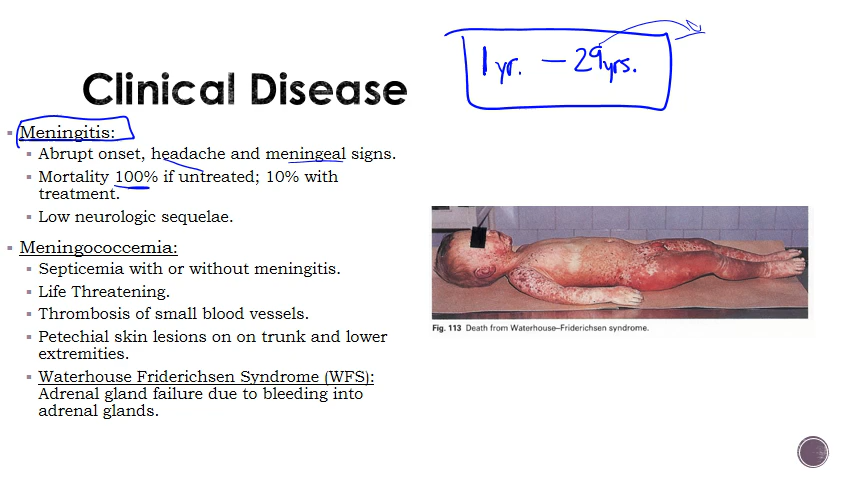 1 yr. — 29 yrs.
Clinical Disease
Meningitis:
Abrupt onset, headache and meningeal signs.
Mortality 100% if untreated; 10% with
treatment.
Low neurologic sequelae.
Meningococcemia:
Septicemia with or without meningitis.
Life Threatening.
Thrombosis of small blood vessels.
Petechial skin lesions on on trunk and lower
extremities.
Waterhouse Friderichsen Syndrome (WFS):
Adrenal gland failure due to bleeding into
adrenal glands.
Fig. 113 Death from Waterhouse–Friderichsen syndrome.